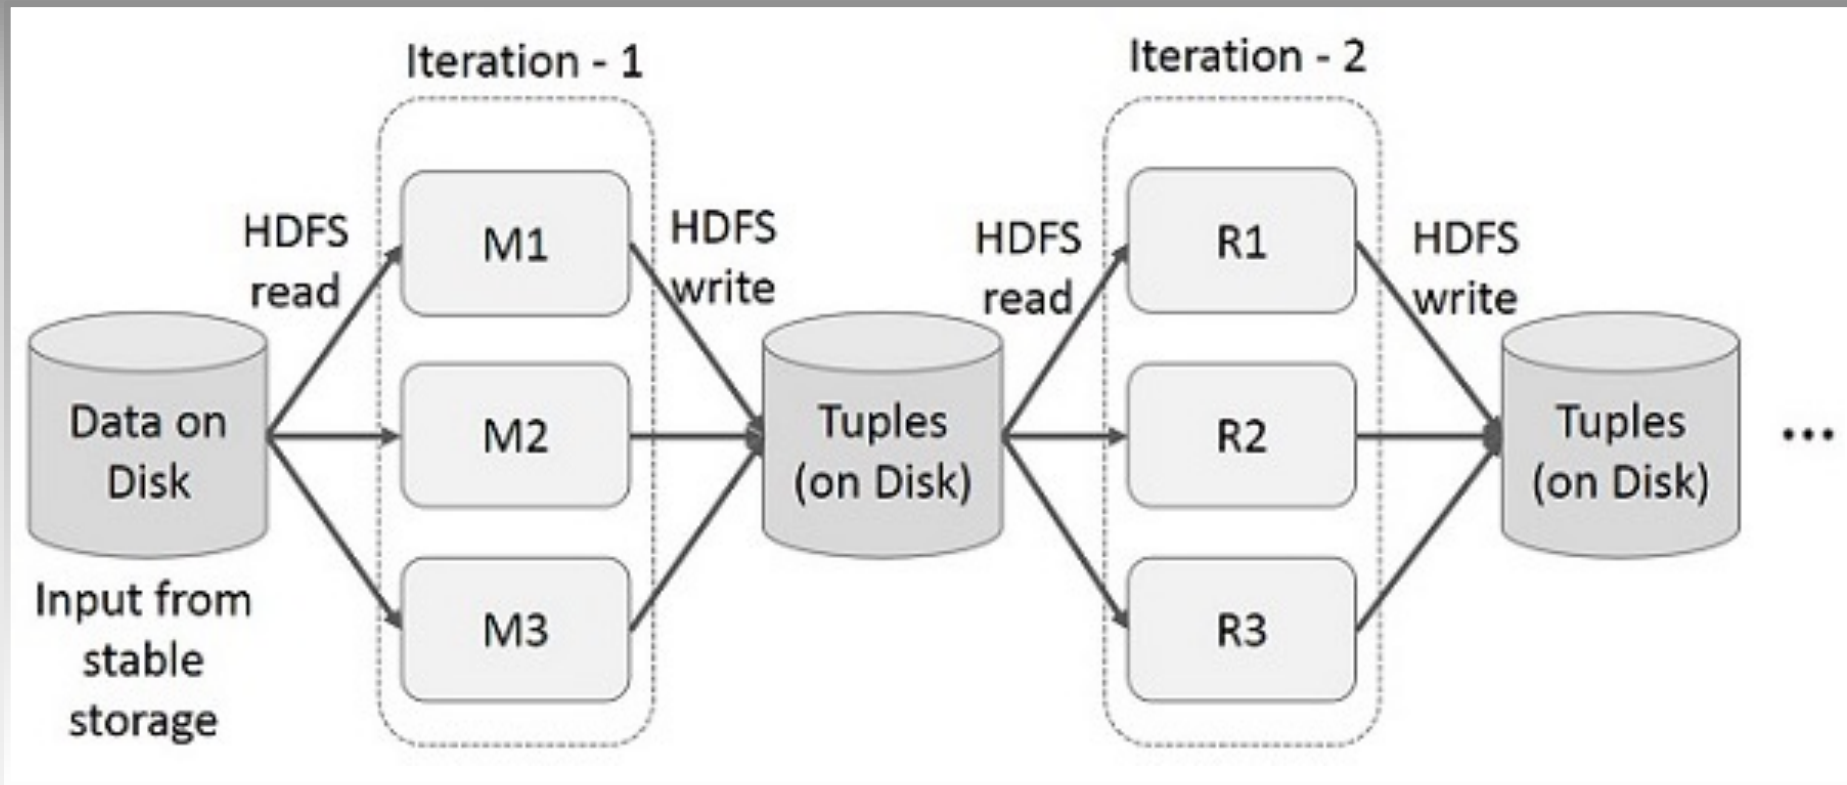 Iteration - 1
Iteration - 2
HDFS
read
M1
HDFS
write
HDFS
read
R1
HDFS
write
Data on
Disk
M2
Tuples
(on Disk)
R2
Tuples
(on Disk)
...
Input from
stable
storage
M3
R3